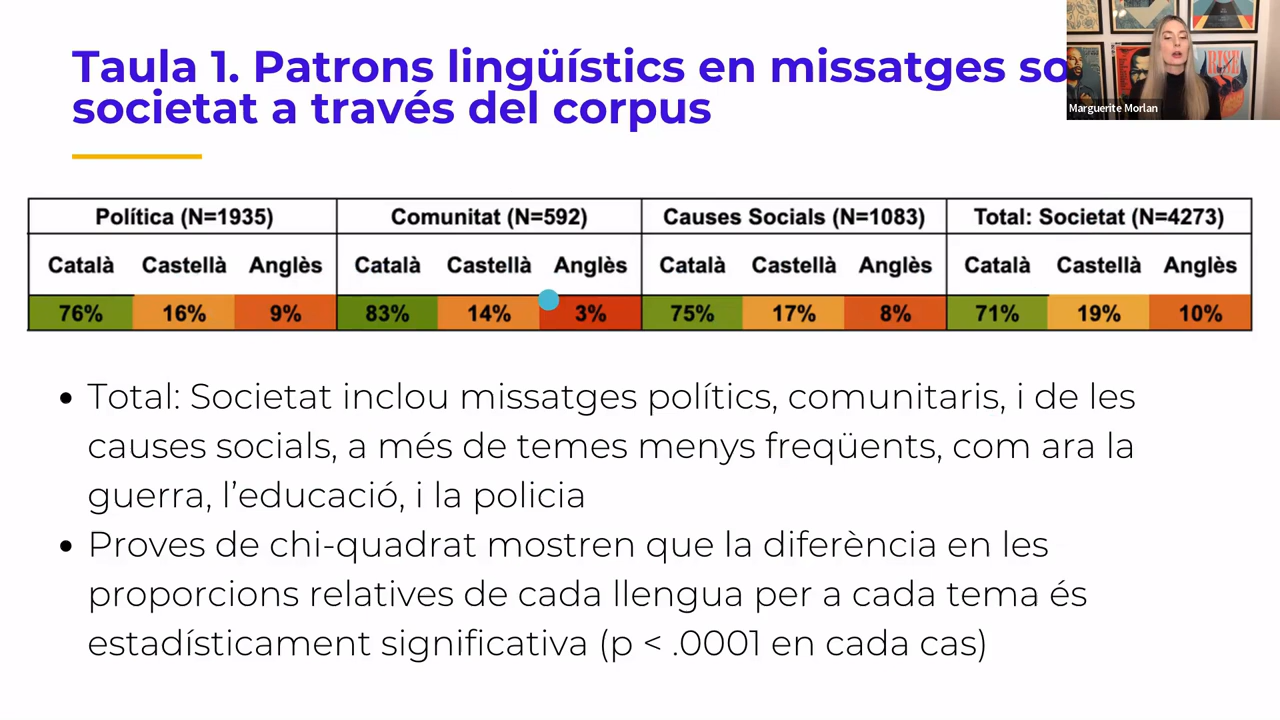 Taula 1. Patrons lingüístics en missatges so
societat a través del corpus
Marguerite Morlan
Política (N=1935) Comunitat (N=592) Causes Socials (N=1083) Total: Societat (N=4273)
Català Castellà Anglès Català Castellà Anglès Català Castellà Anglès Català Castellà Anglès
76% 16% 9% 83% 14% 3% 75% 17% 8% 71% 19% 10%
• Total: Societat inclou missatges polítics, comunitaris, i de les
causes socials, a més de temes menys freqüents, com ara la
guerra, l’educació, i la policia
• Proves de chi-quadrat mostren que la diferència en les
proporcions relatives de cada llengua per a cada tema és
estadísticament significativa (p < .0001 en cada cas)